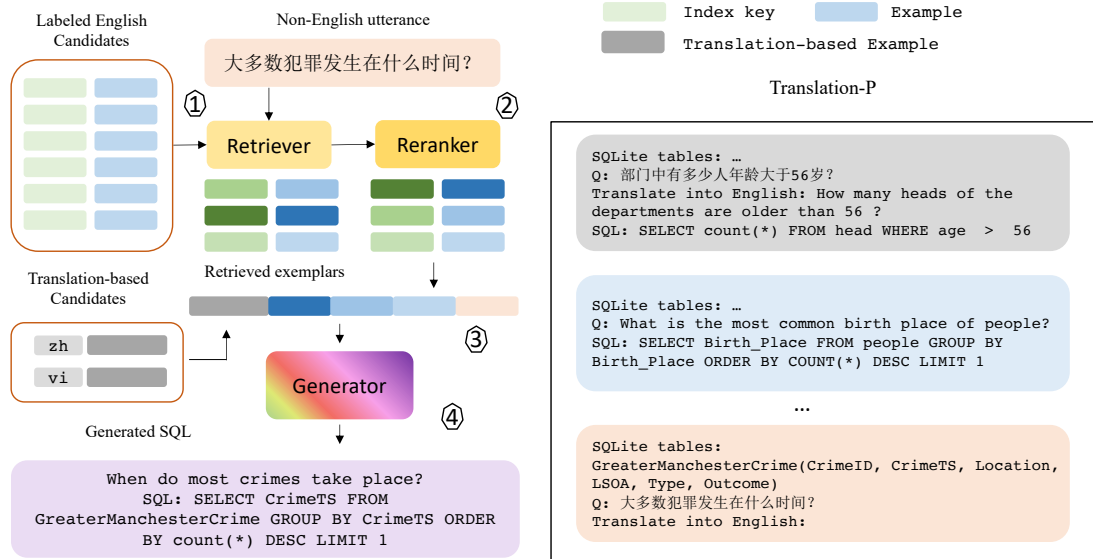 Labeled English
Candidates
Non-English utterance
大多数犯罪发生在什么时间？
①
②
Retriever
Reranker
Retrieved exemplars
Translation-based
Candidates
zh
vi
③
Generator
④
Generated SQL
When do most crimes take place?
SQL: SELECT CrimeTS FROM
GreaterManchesterCrime GROUP BY CrimeTS ORDER
BY count(*) DESC LIMIT 1
Index key
Example
Translation-based Example
Translation-P
SQLite tables: …
Q: 部门中有多少人年龄大于56岁？
Translate into English: How many heads of the
departments are older than 56 ?
SQL: SELECT count(*) FROM head WHERE age > 56
SQLite tables: …
Q: What is the most common birth place of people?
SQL: SELECT Birth_Place FROM people GROUP BY
Birth_Place ORDER BY COUNT(*) DESC LIMIT 1
…
SQLite tables:
GreaterManchesterCrime(CrimeID, CrimeTS, Location,
LSOA, Type, Outcome)
Q: 大多数犯罪发生在什么时间？
Translate into English: